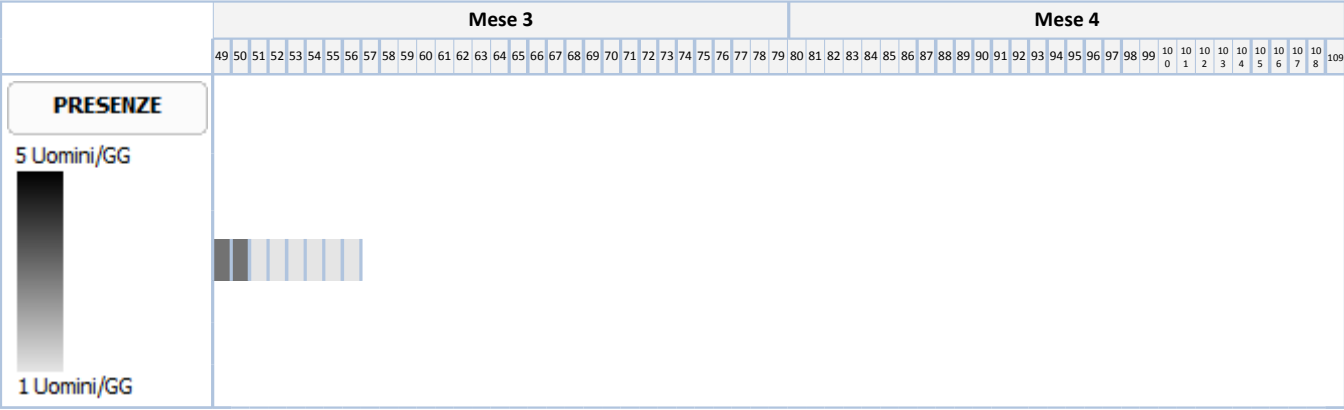 Mese 3 Mese 4
49 50 51 52 53 54 55 56 57 58 59 60 61 62 63 64 65 66 67 68 69 70 71 72 73 74 75 76 77 78 79 80 81 82 83 84 85 86 87 88 89 90 91 92 93 94 95 96 97 98 99 100 101 102 103 104 105 106 107 108 109
PRESENZE
5 Uomini/GG
1 Uomini/GG